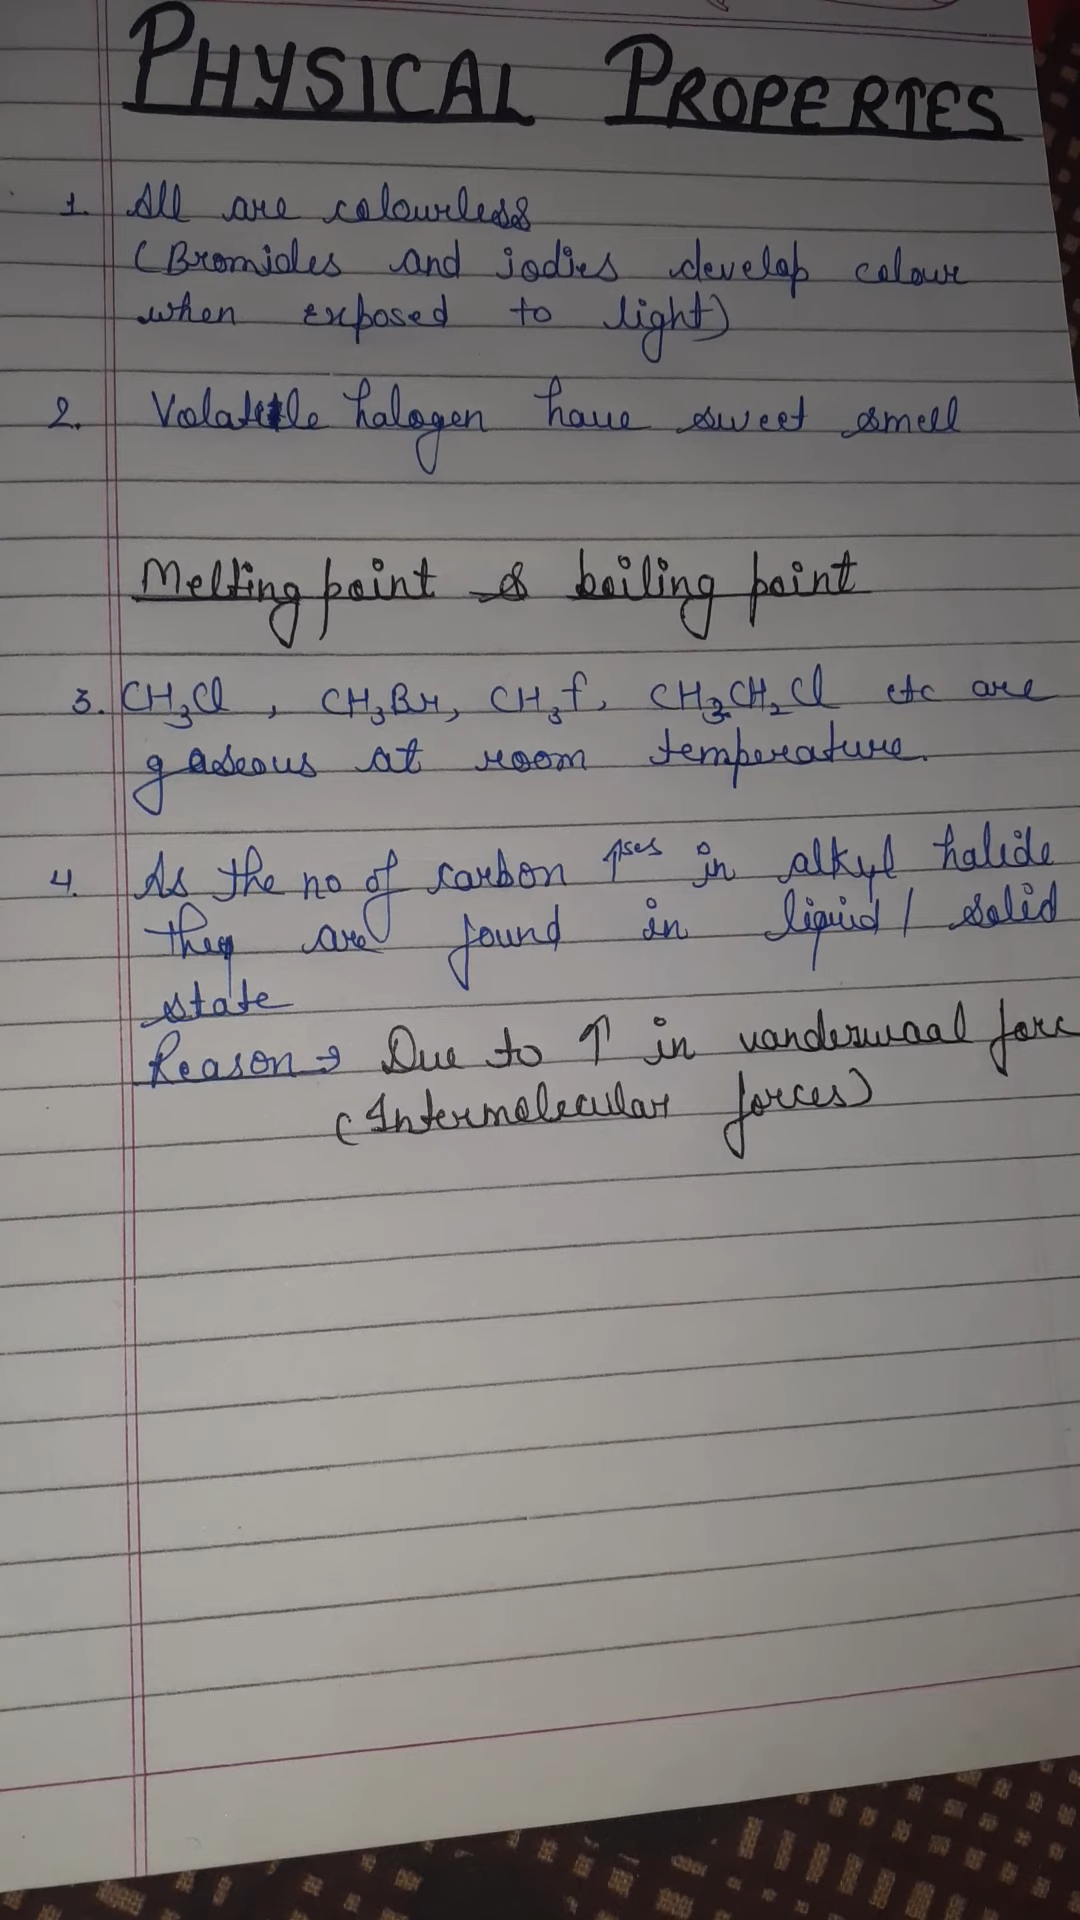 PHYSICAL PROPERTES
1. All are colourless
(Bromides and iodies develop colour
when exposed to light)
2. Volatile halogen have sweet smell
Melting point & boiling point
3. CH₃Cl, CH₃Br, CH₃f, CH₃CH₂Cl etc are
gaseous at room temperature.
4. As the no of carbon ↑ses in alkyl halide
they are found in liquid / solid
state
Reason → Due to ↑ in vanderwaal forc
(Intermolecular forces)